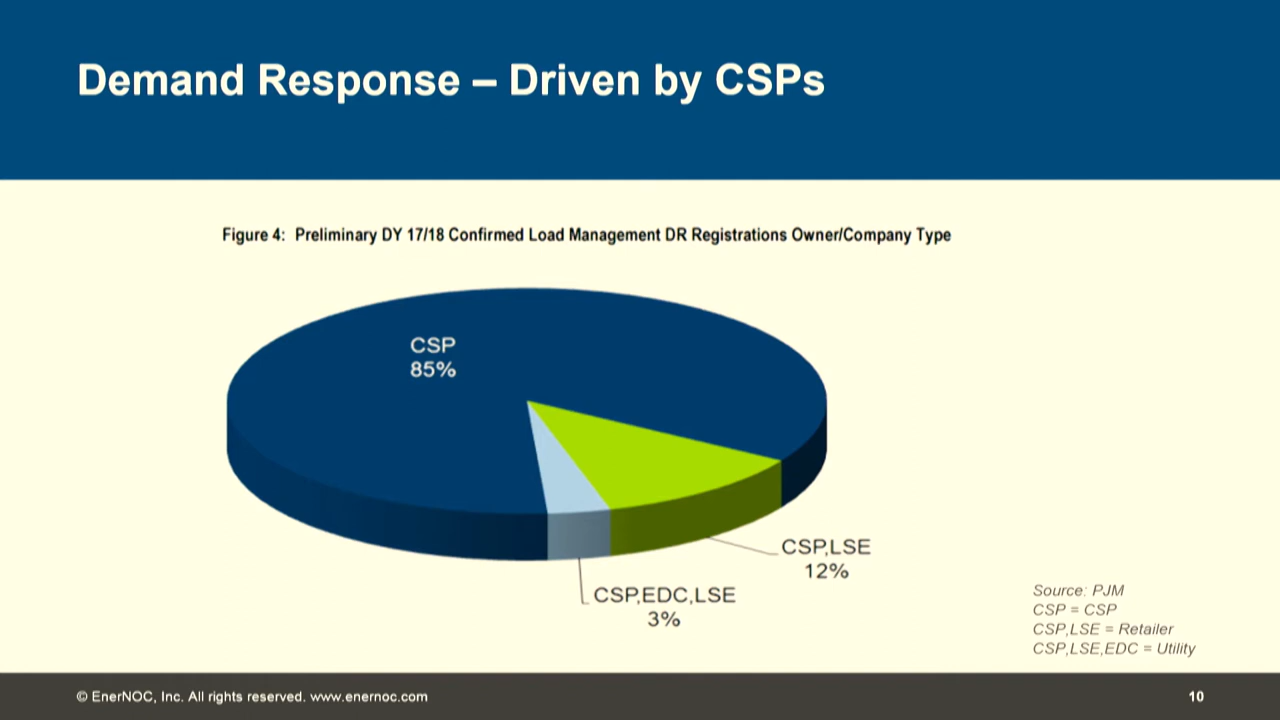 Demand Response – Driven by CSPs
Figure 4: Preliminary DY 17/18 Confirmed Load Management DR Registrations Owner/Company Type
CSP
85%
CSP,LSE
12%
CSP,EDC,LSE
3%
Source: PJM
CSP = CSP
CSP,LSE = Retailer
CSP,LSE,EDC = Utility
© EnerNOC, Inc. All rights reserved. www.enernoc.com
10